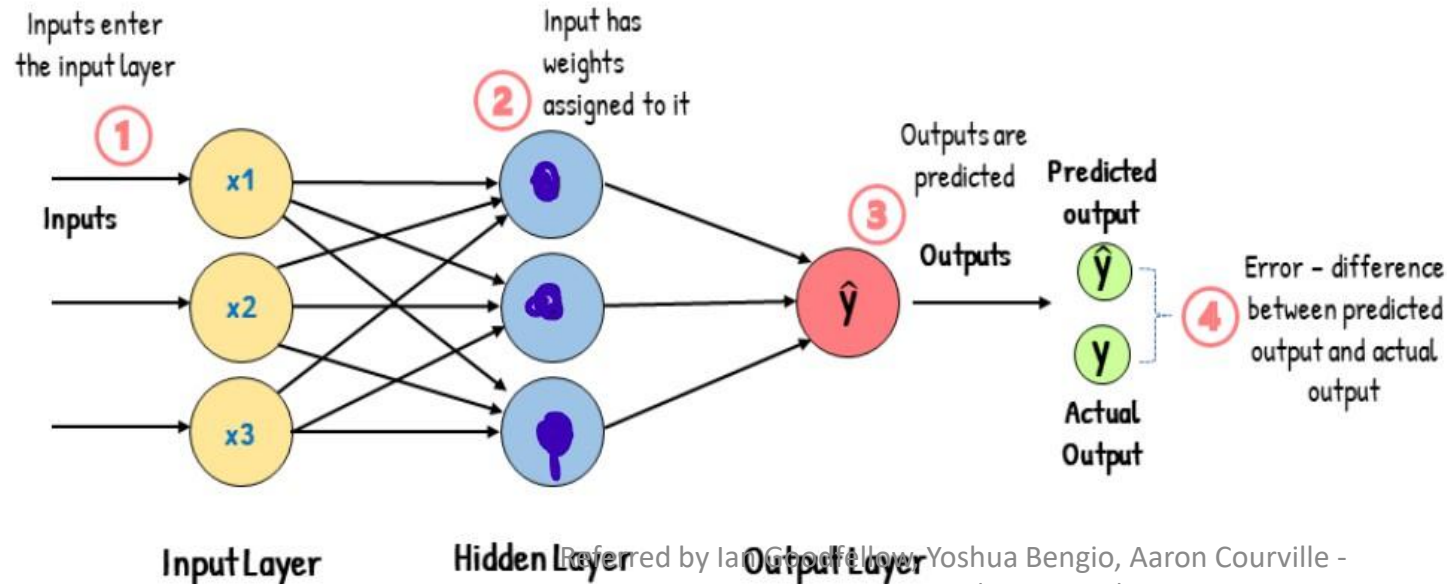 Inputs enter
the input layer
1
Inputs
x1
x2
x3
Input Layer
Input has
weights
assigned to it
2
Hidden Layer
Outputs are
predicted
3
ŷ
Outputs
Output Layer
Predicted
output
ŷ
y
Actual
Output
4
Error - difference
between predicted
output and actual
output
Referred by Ian Goodfellow, Yoshua Bengio, Aaron Courville -